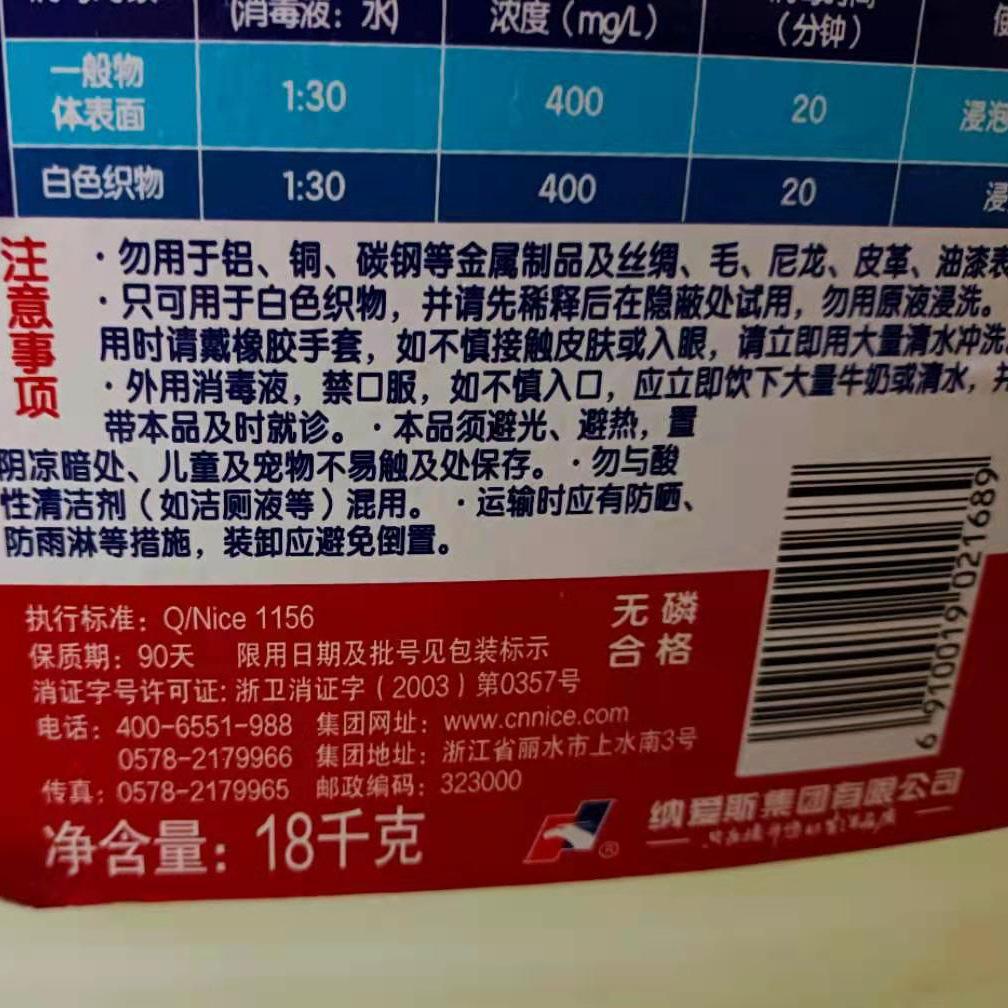 (消毒液：水)
浓度（mg/L）
（分钟）
一般物
体表面
1:30
400
20
浸泡
白色织物
1:30
400
20
浸
注意事项
·勿用于铝、铜、碳钢等金属制品及丝绸、毛、尼龙、皮革、油漆表
·只可用于白色织物，并请先稀释后在隐蔽处试用，勿用原液浸洗。
用时请戴橡胶手套，如不慎接触皮肤或入眼，请立即用大量清水冲洗
·外用消毒液，禁口服，如不慎入口，应立即饮下大量牛奶或清水，并
带本品及时就诊。·本品须避光、避热，置
阴凉暗处、儿童及宠物不易触及处保存。·勿与酸
性清洁剂（如洁厕液等）混用。·运输时应有防晒、
防雨淋等措施，装卸应避免倒置。
执行标准：Q/Nice 1156
保质期：90天 限用日期及批号见包装标示
消证字号许可证: 浙卫消证字（2003）第0357号
电话：400-6551-988 集团网址：www.cnnice.com
0578-2179966 集团地址：浙江省丽水市上水南3号
传真：0578-2179965 邮政编码：323000
净含量：18千克
无磷
合格
6 910019 021689
®
纳爱斯集团有限公司